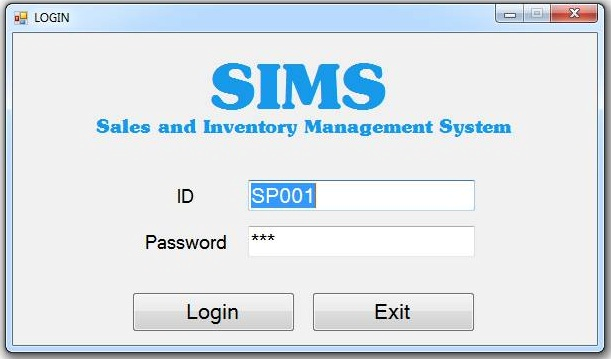 LOGIN
SIMS
Sales and Inventory Management System
ID SP001
Password ***
Login Exit